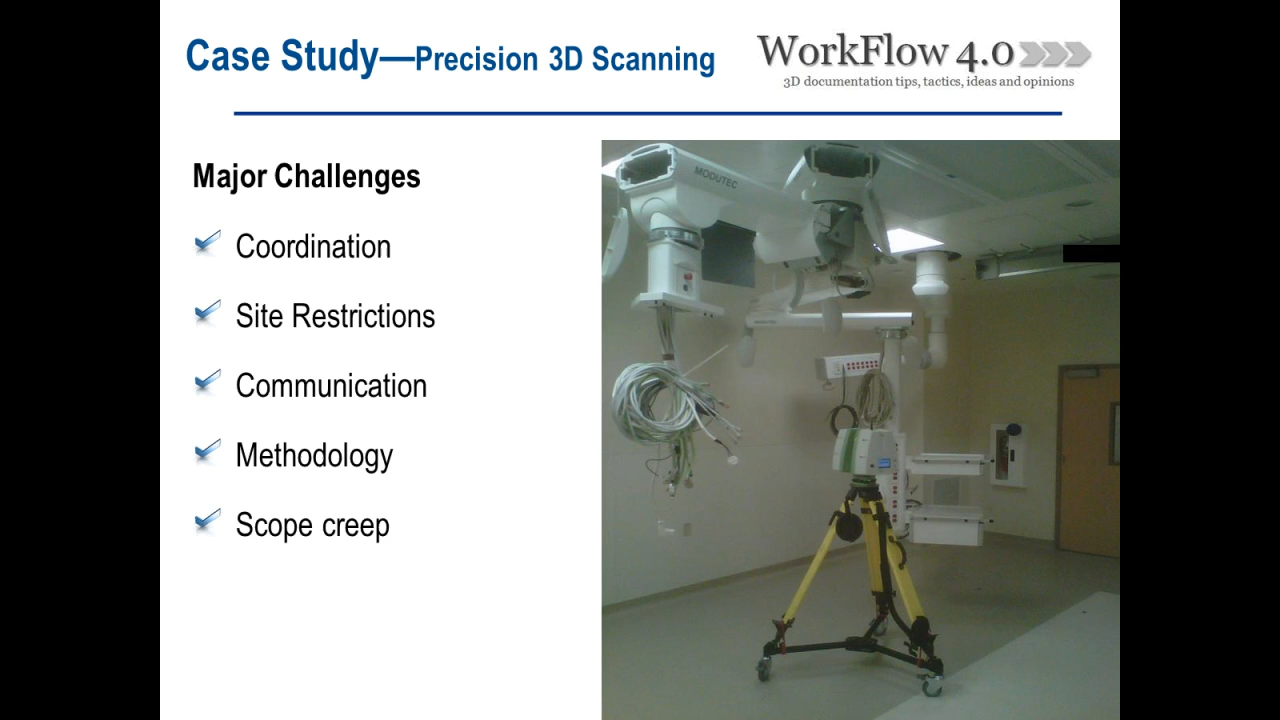 Case Study—Precision 3D Scanning
WorkFlow 4.0
3D documentation tips, tactics, ideas and opinions
Major Challenges
Coordination
Site Restrictions
Communication
Methodology
Scope creep
MODUTEC
MODUTEC